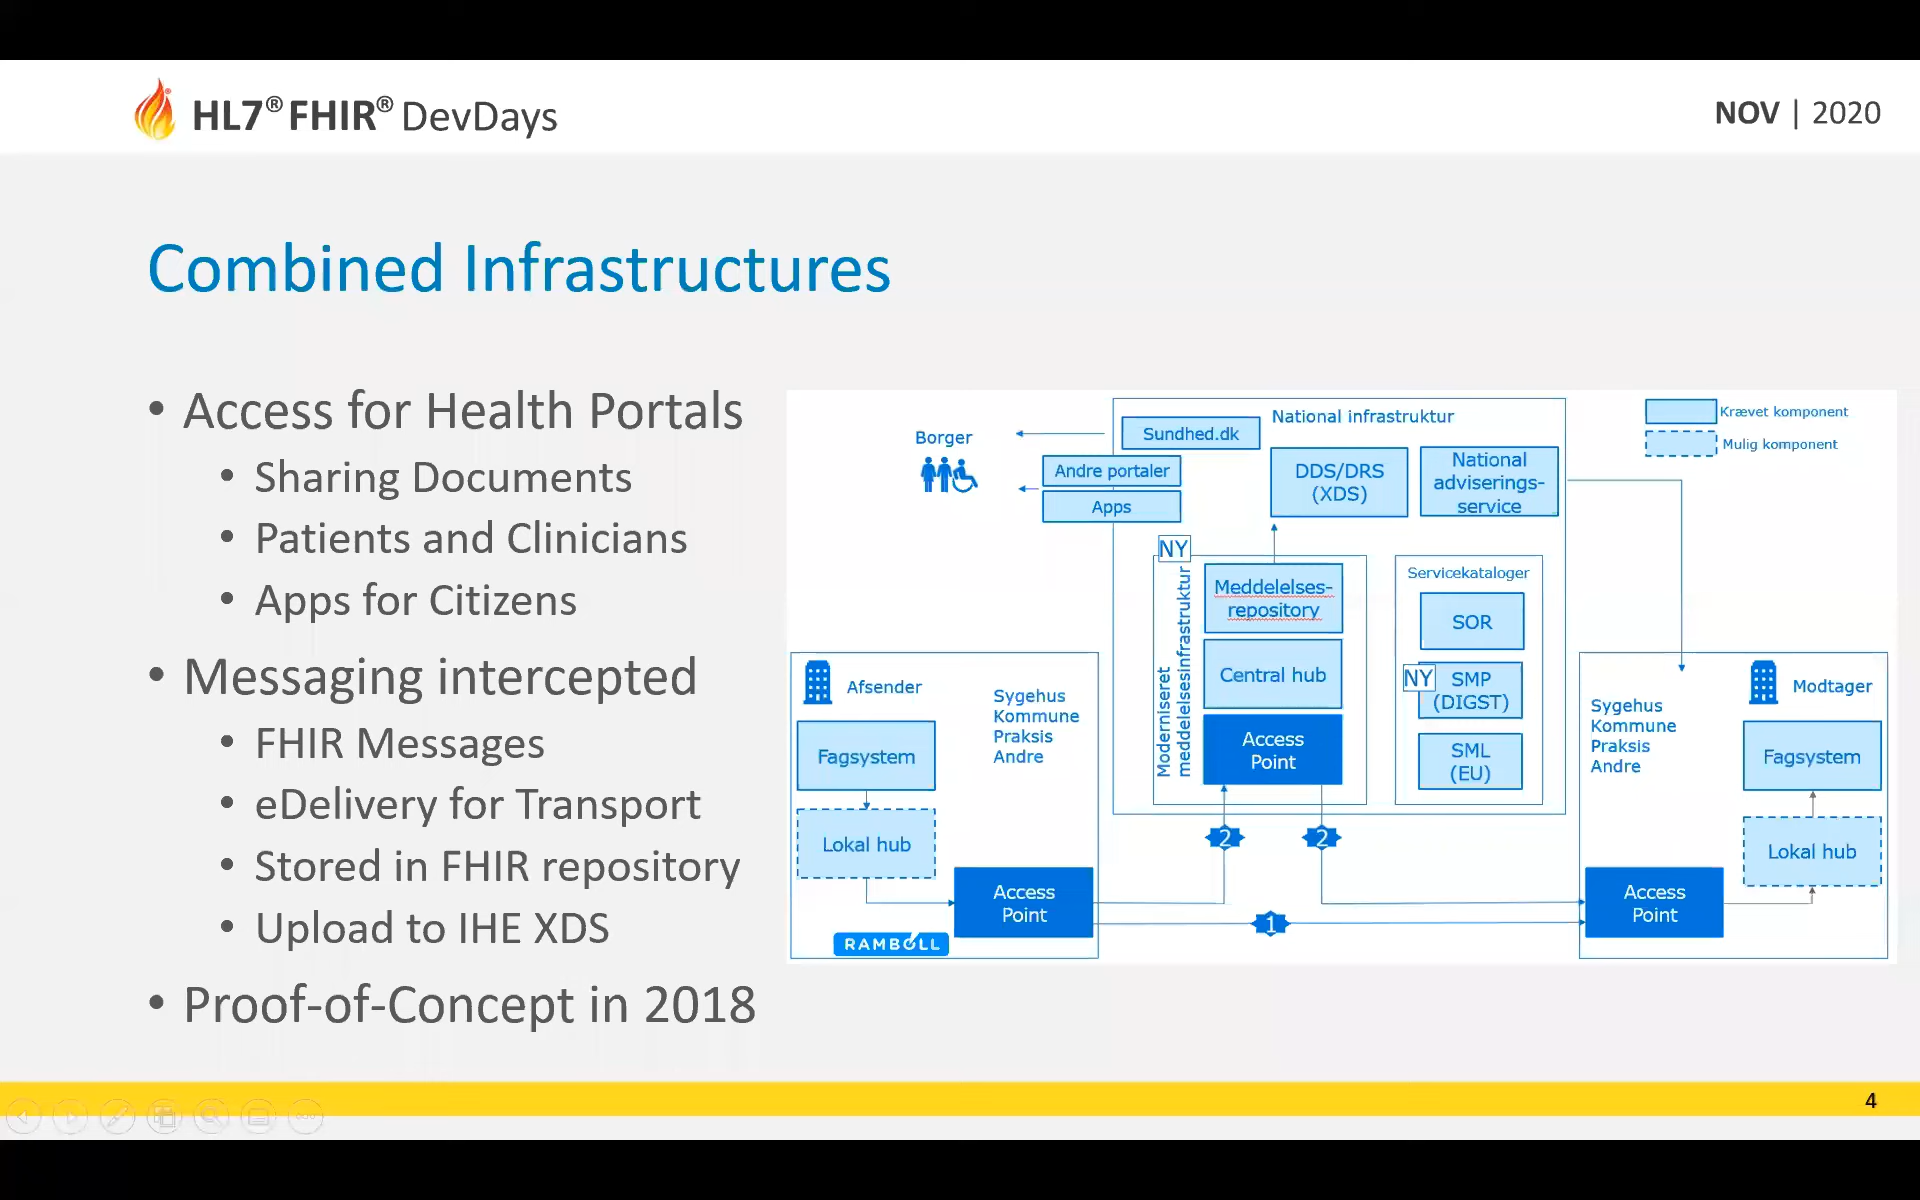 HL7® FHIR® DevDays
NOV | 2020
Combined Infrastructures
• Access for Health Portals
• Sharing Documents
• Patients and Clinicians
• Apps for Citizens
• Messaging intercepted
• FHIR Messages
• eDelivery for Transport
• Stored in FHIR repository
• Upload to IHE XDS
• Proof-of-Concept in 2018
Borger
Sundhed.dk
Andre portaler
Apps
National infrastruktur
DDS/DRS
(XDS)
National
adviserings-
service
Krævet komponent
Mulig komponent
NY
Moderniseret
meddelelsesinfrastruktur
Meddelelses-
repository
Central hub
Access
Point
Servicekataloger
SOR
NY
SMP
(DIGST)
SML
(EU)
Afsender
Sygehus
Kommune
Praksis
Andre
Fagsystem
Lokal hub
Access
Point
RAMBOLL
2
2
1
Modtager
Sygehus
Kommune
Praksis
Andre
Fagsystem
Lokal hub
Access
Point
4